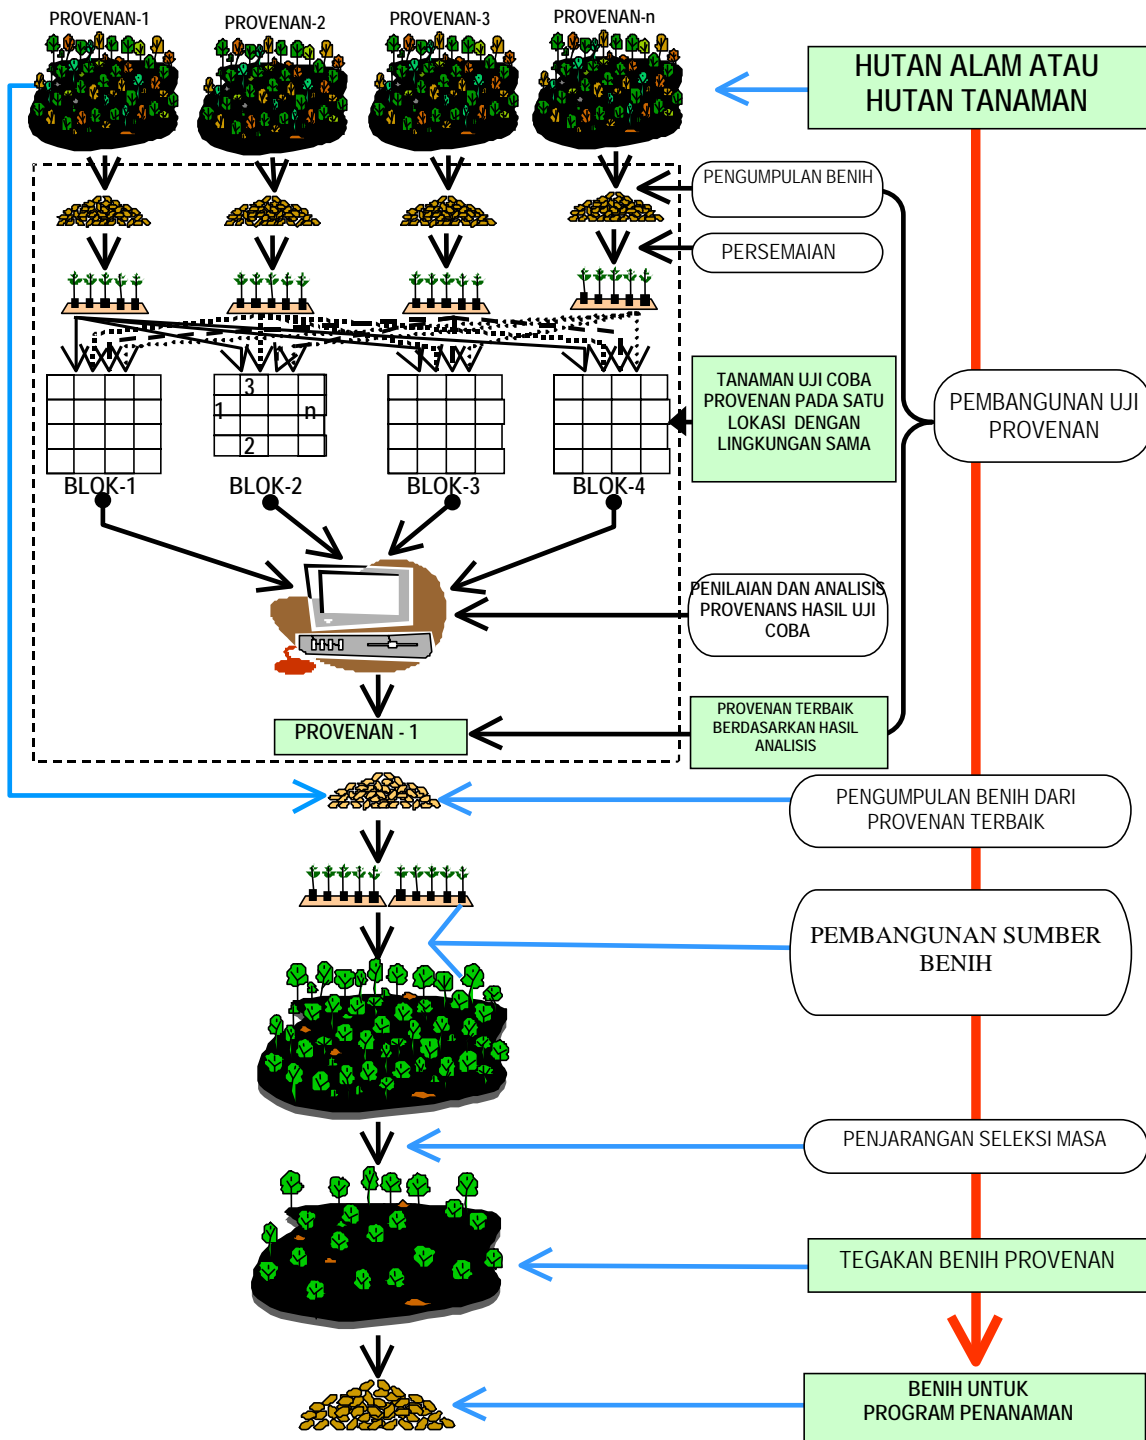 PROVENAN-1
PROVENAN-2
PROVENAN-3
PROVENAN-n
HUTAN ALAM ATAU
HUTAN TANAMAN
PENGUMPULAN BENIH
PERSEMAIAN
TANAMAN UJI COBA
PROVENAN PADA SATU
LOKASI DENGAN
LINGKUNGAN SAMA
PEMBANGUNAN UJI
PROVENAN
3
1
n
2
BLOK-1
BLOK-2
BLOK-3
BLOK-4
PENILAIAN DAN ANALISIS
PROVENANS HASIL UJI
COBA
PROVENAN - 1
PROVENAN TERBAIK
BERDASARKAN HASIL
ANALISIS
PENGUMPULAN BENIH DARI
PROVENAN TERBAIK
PEMBANGUNAN SUMBER
BENIH
PENJARANGAN SELEKSI MASA
TEGAKAN BENIH PROVENAN
BENIH UNTUK
PROGRAM PENANAMAN